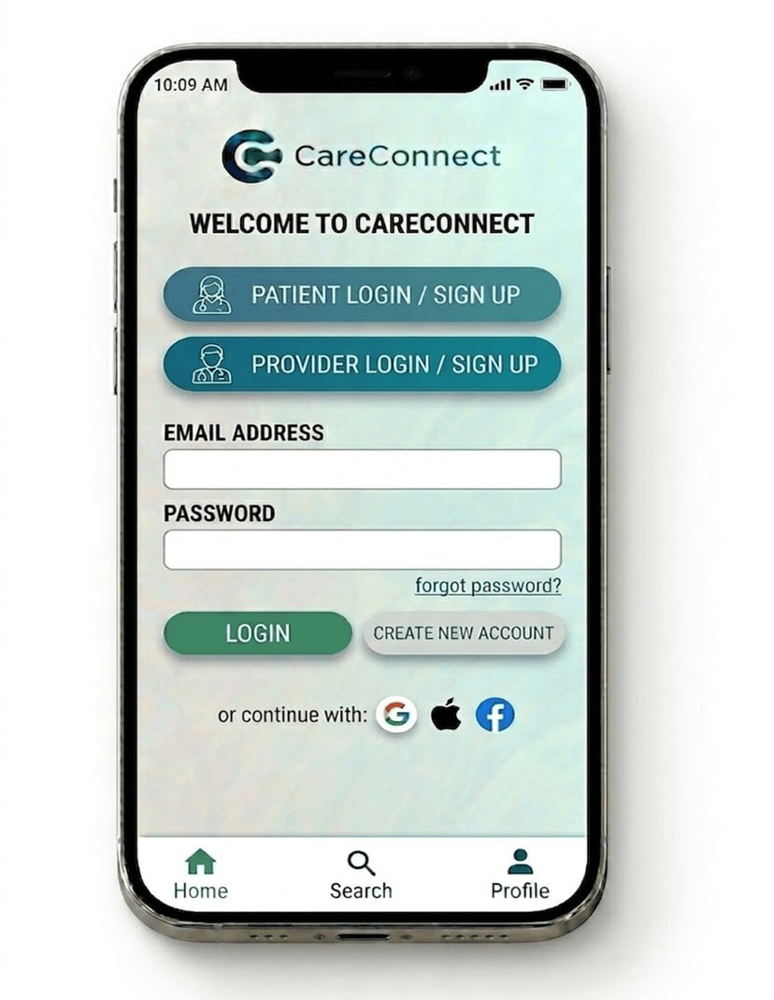 10:09 AM
CareConnect
WELCOME TO CARECONNECT
PATIENT LOGIN / SIGN UP
PROVIDER LOGIN / SIGN UP
EMAIL ADDRESS
PASSWORD
forgot password?
LOGIN
CREATE NEW ACCOUNT
or continue with:
Home
Search
Profile